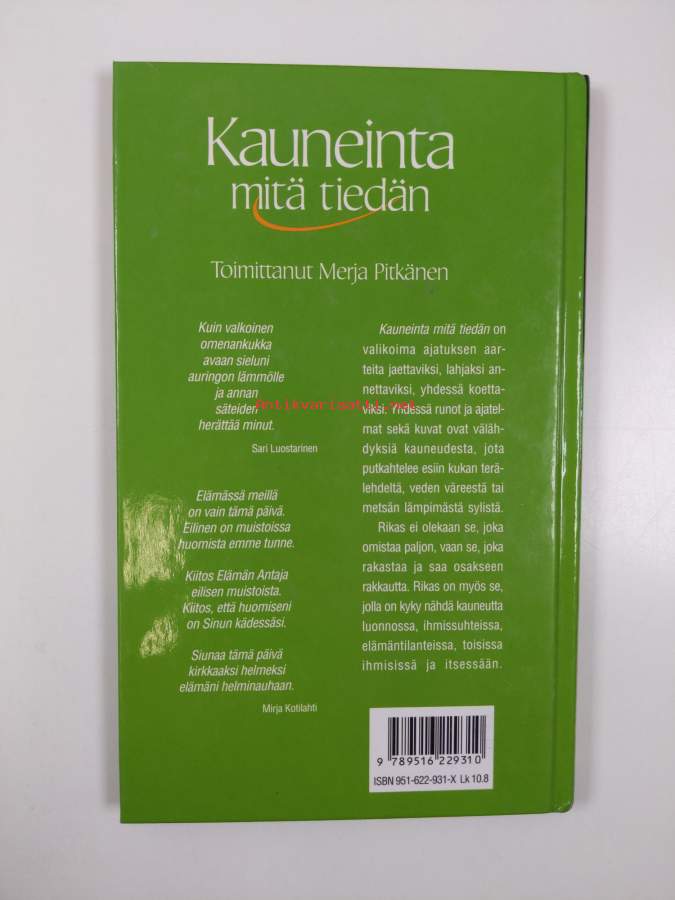 Kauneinta
mitä tiedän
Toimittanut Merja Pitkänen
Kuin valkoinen
omenankukka
avaan sieluni
auringon lämmölle
ja annan
säteiden
herättää minut.
Sari Luostarinen
Elämässä meillä
on vain tämä päivä.
Eilinen on muistoissa
huomista emme tunne.
Kiitos Elämän Antaja
eilisen muistoista.
Kiitos, että huomiseni
on Sinun kädessäsi.
Siunaa tämä päivä
kirkkaaksi helmeksi
elämäni helminauhaan.
Mirja Kotilahti
Kauneinta mitä tiedän on
valikoima ajatuksen aar-
teita jaettaviksi, lahjaksi an-
nettaviksi, yhdessä koetta-
viksi. Yhdessä runot ja ajatel-
mat sekä kuvat ovat väläh-
dyksiä kauneudesta, jota
putkahtelee esiin kukan terä-
lehdeltä, veden väreestä tai
metsän lämpimästä sylistä.
Rikas ei olekaan se, joka
omistaa paljon, vaan se, joka
rakastaa ja saa osakseen
rakkautta. Rikas on myös se,
jolla on kyky nähdä kauneutta
luonnossa, ihmissuhteissa,
elämäntilanteissa, toisissa
ihmisissä ja itsessään.
Antikvarisatti.net
9 789516 229310
ISBN 951-622-931-X Lk 10.8